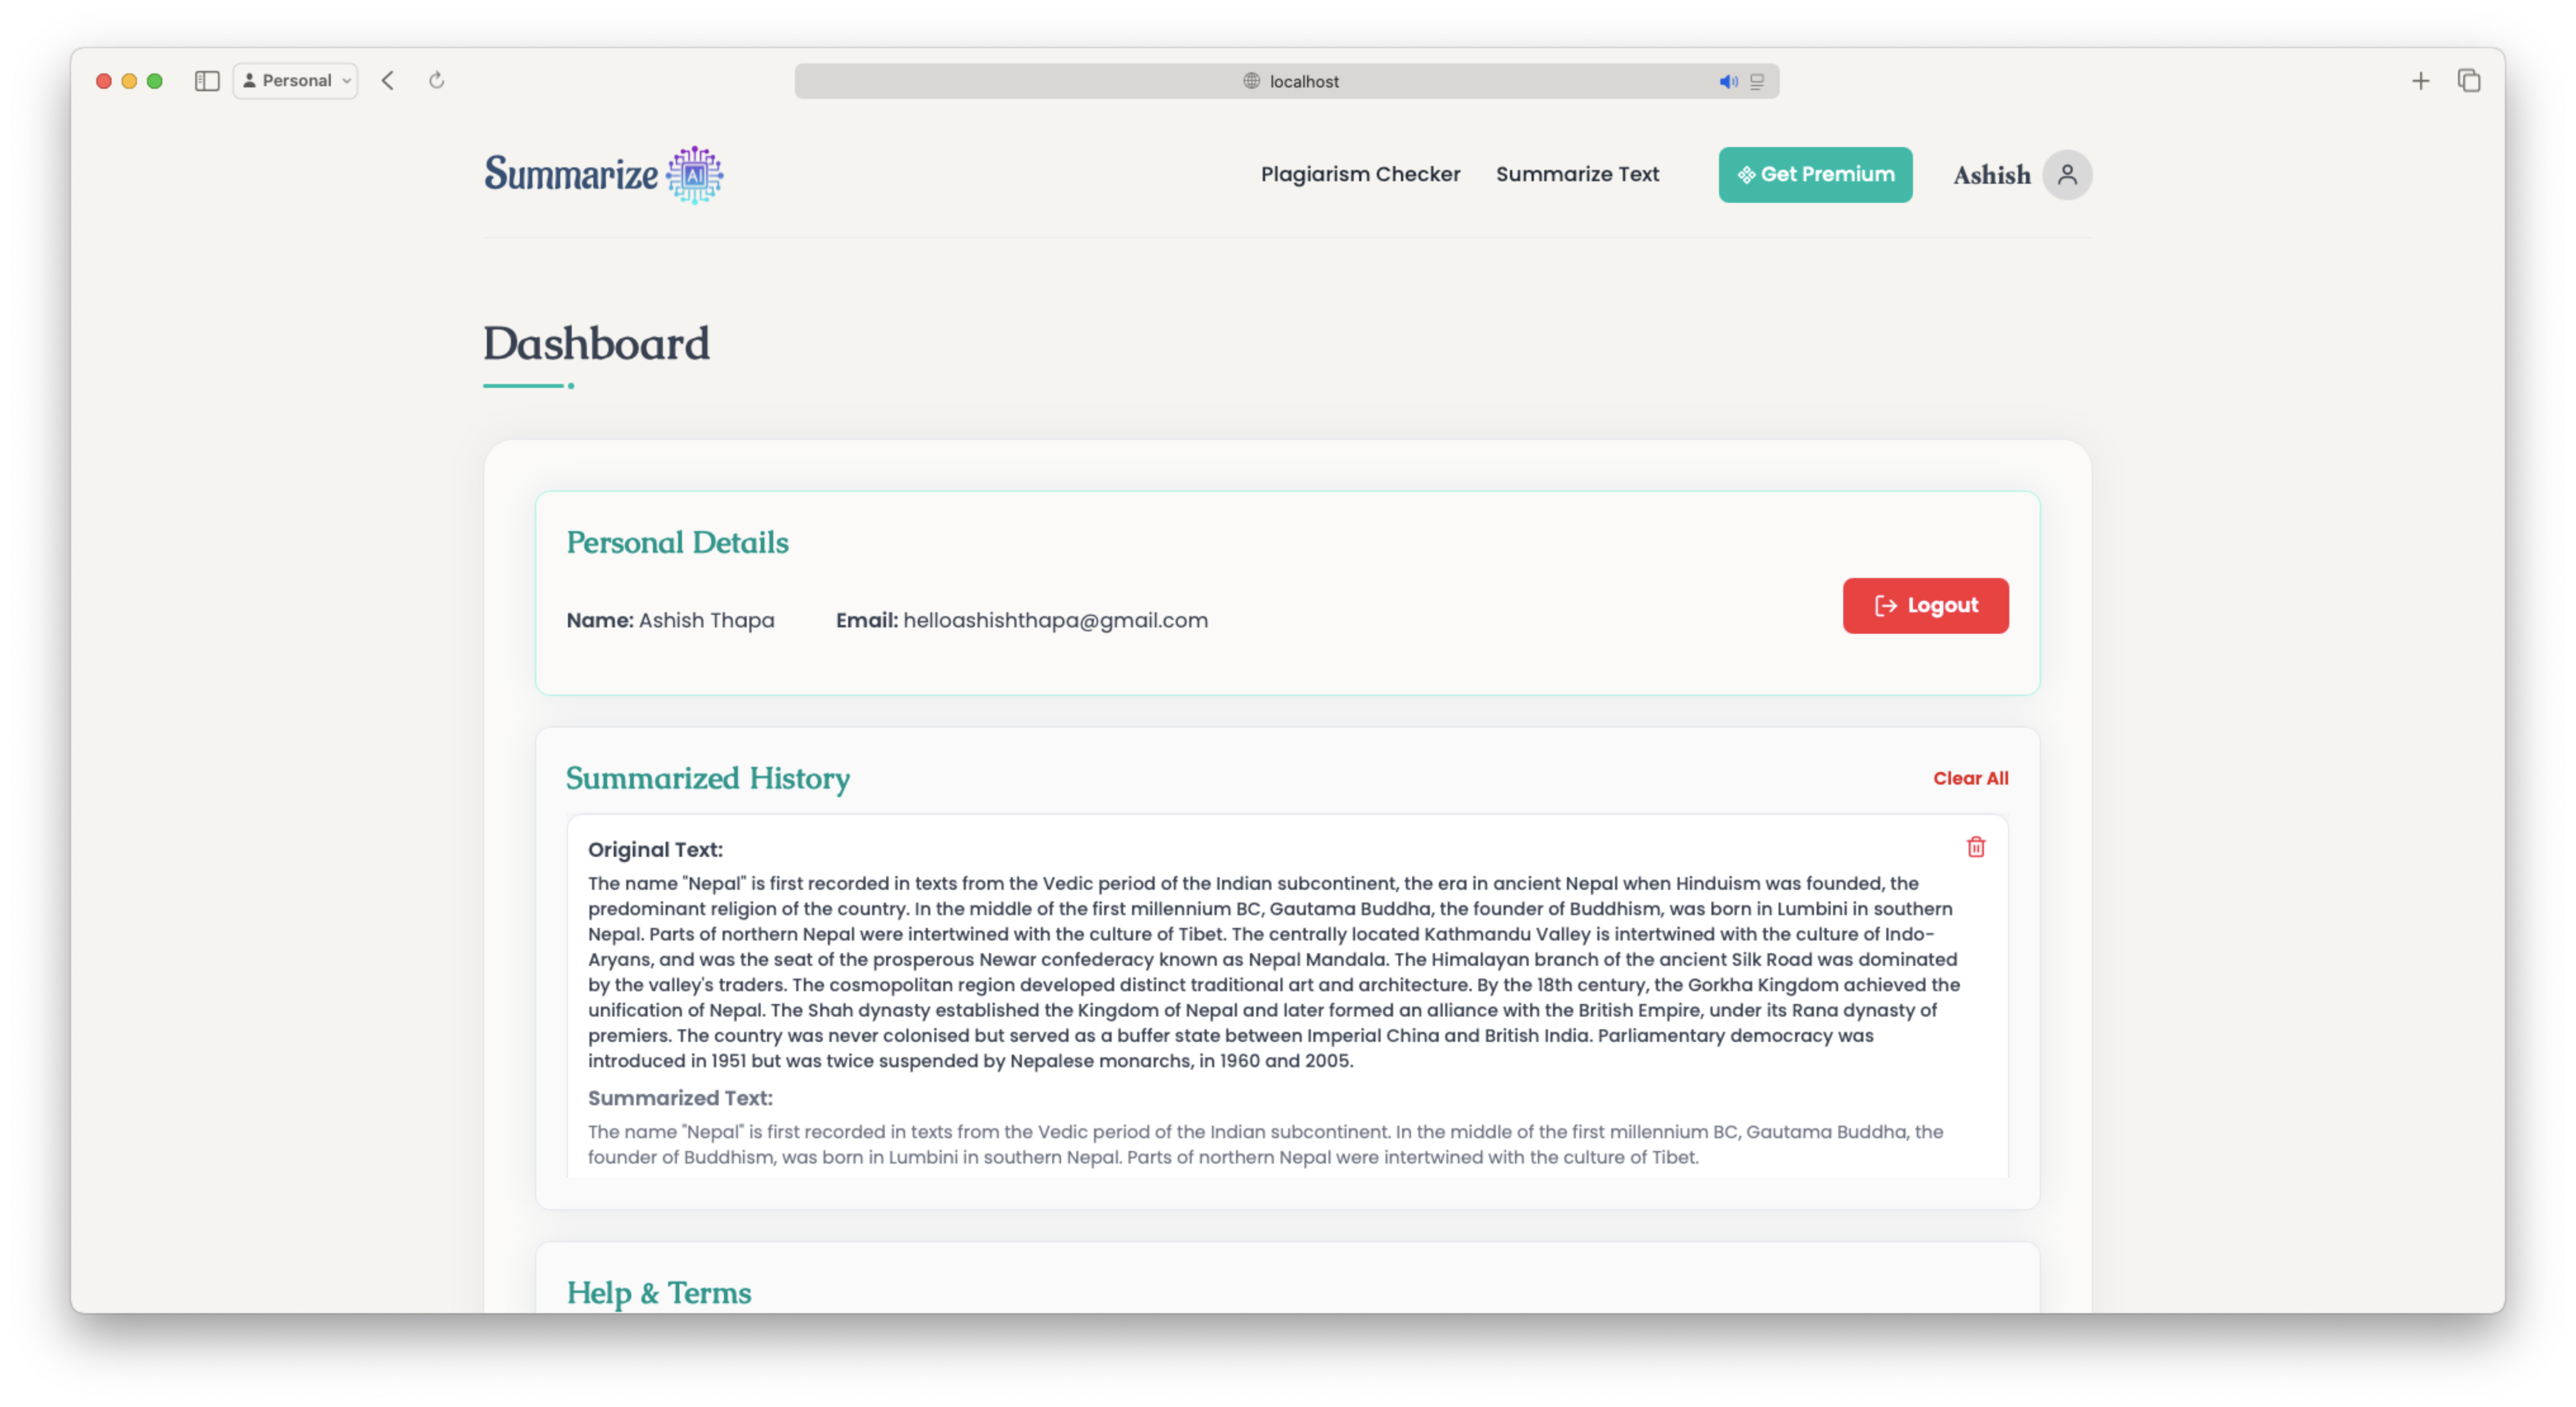 Personal
localhost
Summarize AI
Plagiarism Checker
Summarize Text
Get Premium
Ashish
Dashboard
Personal Details
Name: Ashish Thapa
Email: helloashishthapa@gmail.com
Logout
Summarized History
Clear All
Original Text:
The name "Nepal" is first recorded in texts from the Vedic period of the Indian subcontinent, the era in ancient Nepal when Hinduism was founded, the
predominant religion of the country. In the middle of the first millennium BC, Gautama Buddha, the founder of Buddhism, was born in Lumbini in southern
Nepal. Parts of northern Nepal were intertwined with the culture of Tibet. The centrally located Kathmandu Valley is intertwined with the culture of Indo-
Aryans, and was the seat of the prosperous Newar confederacy known as Nepal Mandala. The Himalayan branch of the ancient Silk Road was dominated
by the valley's traders. The cosmopolitan region developed distinct traditional art and architecture. By the 18th century, the Gorkha Kingdom achieved the
unification of Nepal. The Shah dynasty established the Kingdom of Nepal and later formed an alliance with the British Empire, under its Rana dynasty of
premiers. The country was never colonised but served as a buffer state between Imperial China and British India. Parliamentary democracy was
introduced in 1951 but was twice suspended by Nepalese monarchs, in 1960 and 2005.
Summarized Text:
The name "Nepal" is first recorded in texts from the Vedic period of the Indian subcontinent. In the middle of the first millennium BC, Gautama Buddha, the
founder of Buddhism, was born in Lumbini in southern Nepal. Parts of northern Nepal were intertwined with the culture of Tibet.
Help & Terms